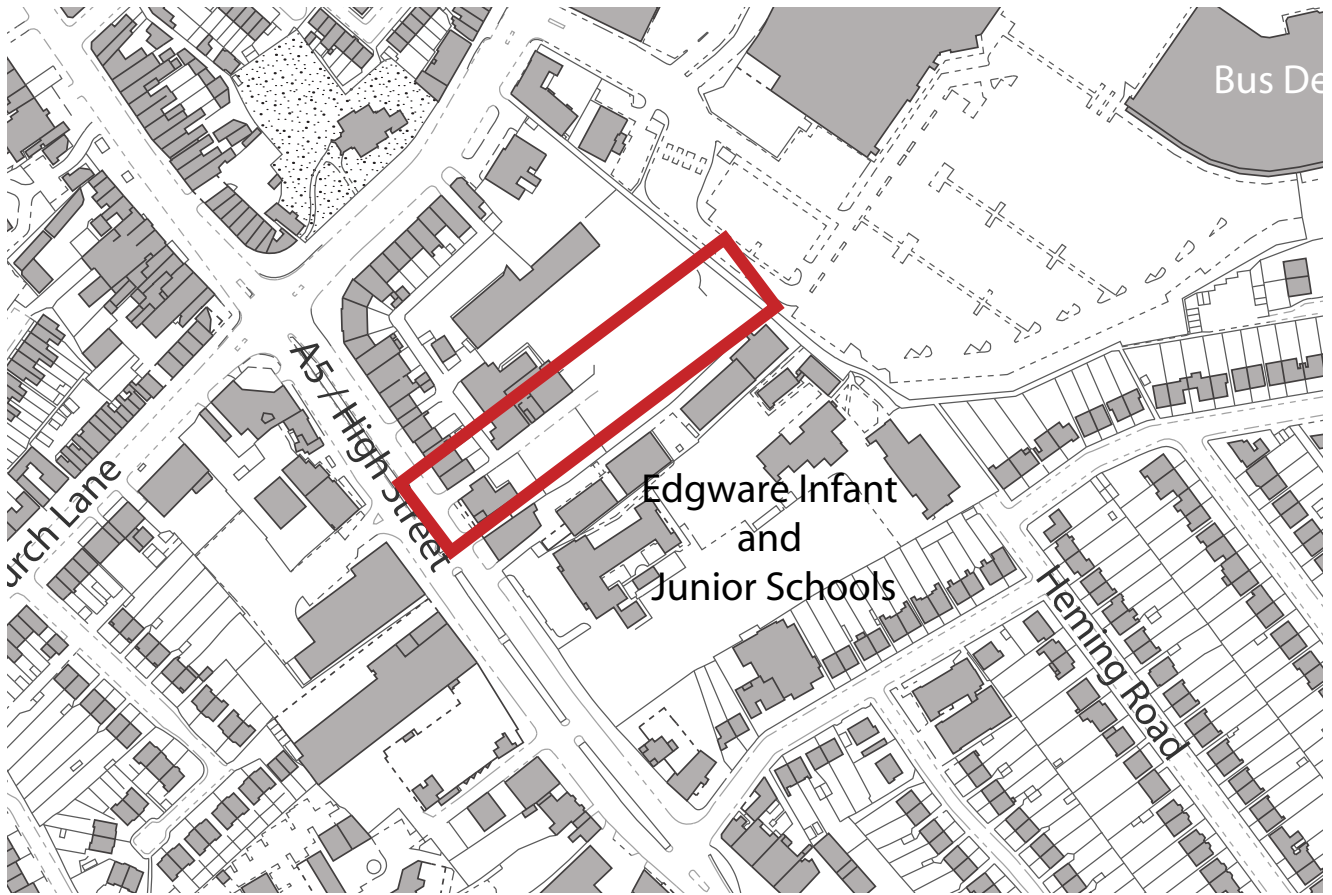 Bus De
A5 / High Street
urch Lane
Edgware Infant
and
Junior Schools
Heming Road